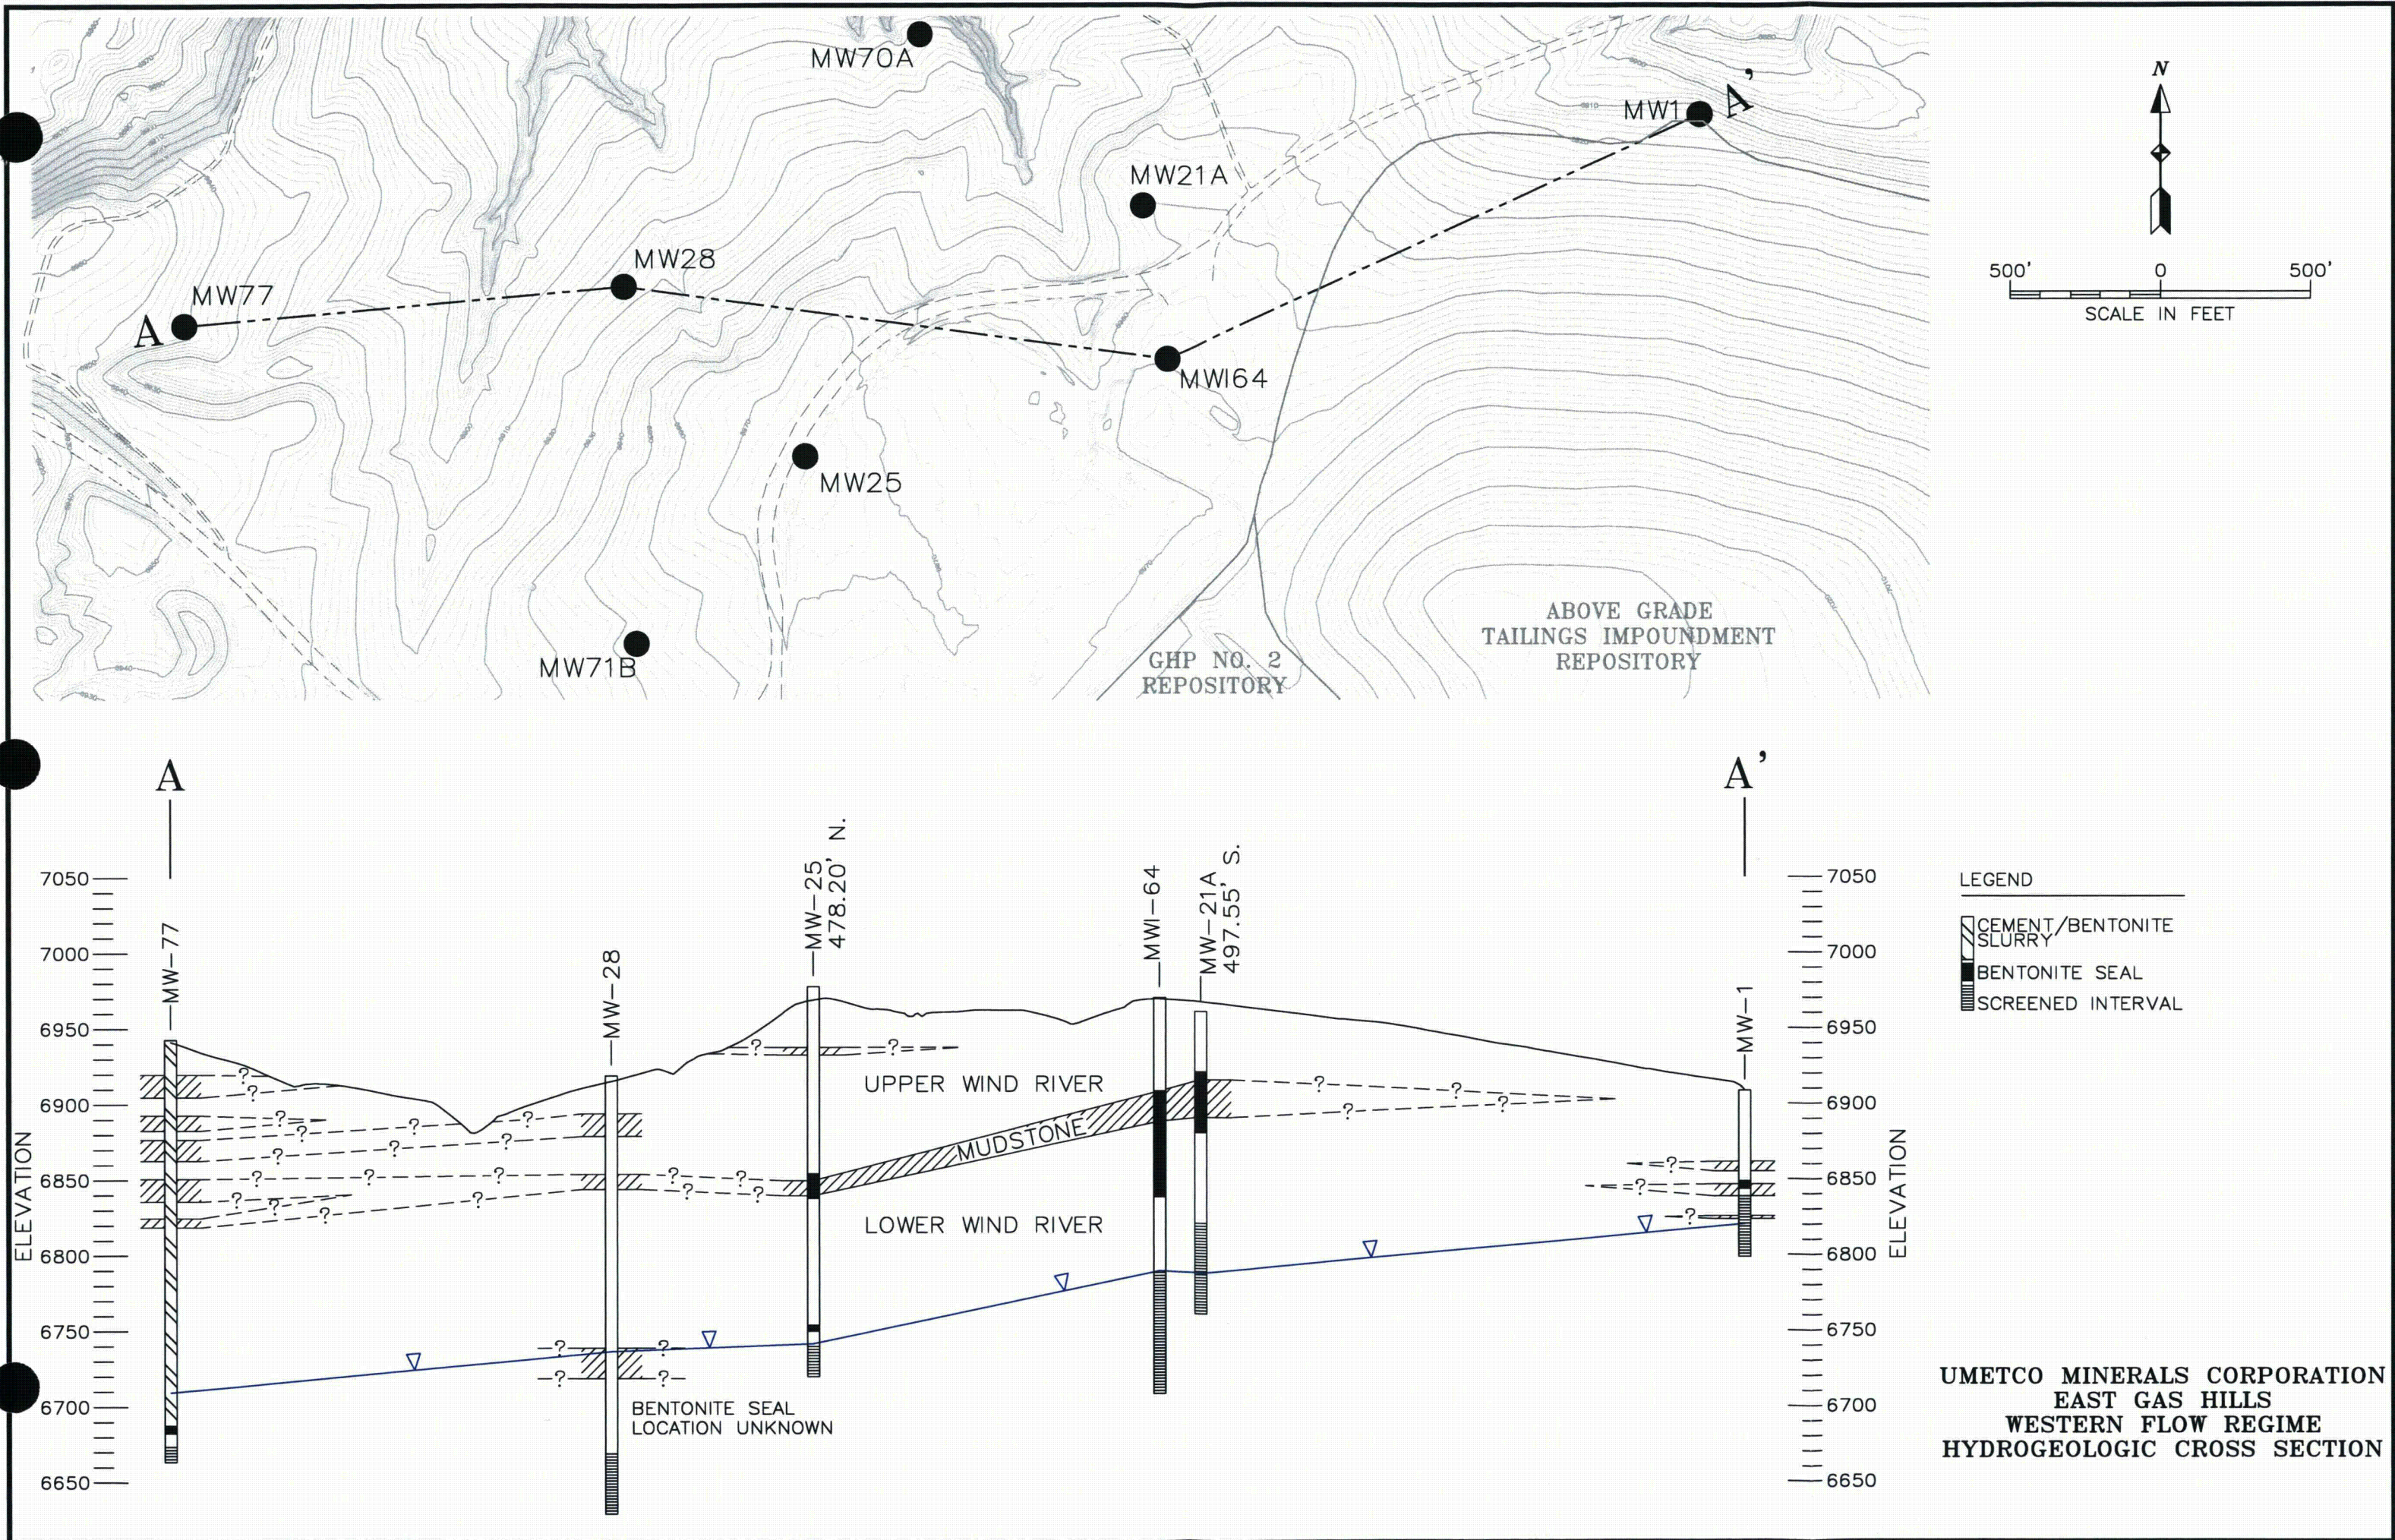 MW70A
MW1
A'
MW21A
MW28
MW77
A
MWI64
MW25
MW71B
GHP NO. 2
REPOSITORY
ABOVE GRADE
TAILINGS IMPOUNDMENT
REPOSITORY
N
500'
0
500'
SCALE IN FEET
A
A'
7050
7000
6950
6900
6850
6800
6750
6700
6650
ELEVATION
MW-77
MW-28
MW-25
478.20' N.
MWI-64
MW-21A
497.55' S.
MW-1
UPPER WIND RIVER
MUDSTONE
LOWER WIND RIVER
BENTONITE SEAL
LOCATION UNKNOWN
7050
7000
6950
6900
6850
6800
6750
6700
6650
ELEVATION
LEGEND
CEMENT/BENTONITE
SLURRY
BENTONITE SEAL
SCREENED INTERVAL
UMETCO MINERALS CORPORATION
EAST GAS HILLS
WESTERN FLOW REGIME
HYDROGEOLOGIC CROSS SECTION